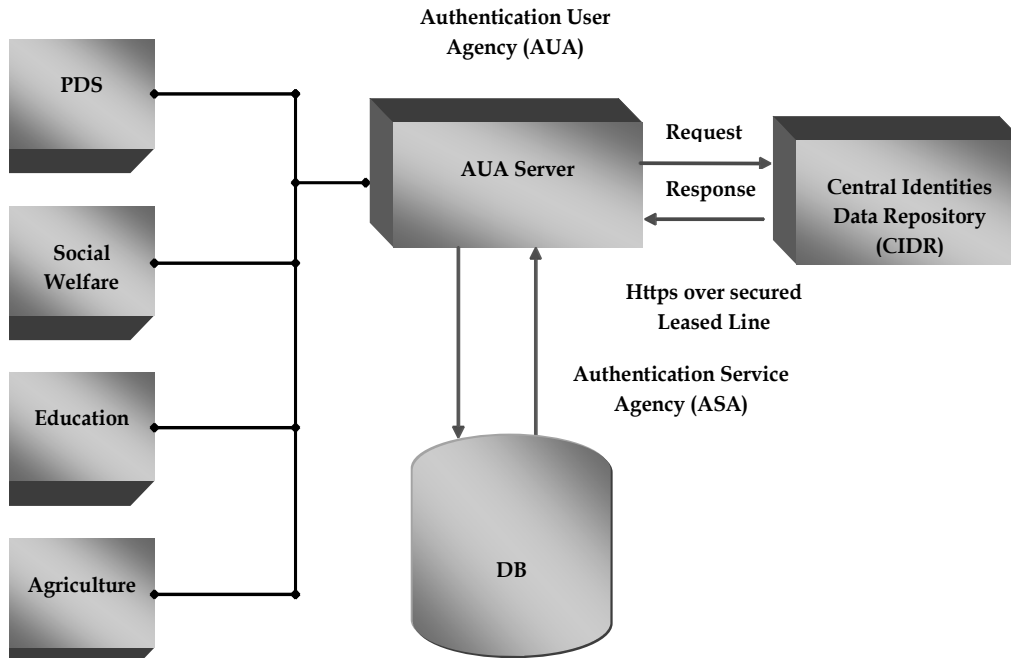 Authentication User
Agency (AUA)
PDS
Social
Welfare
Education
Agriculture
AUA Server
Request
Response
Central Identities
Data Repository
(CIDR)
Https over secured
Leased Line
Authentication Service
Agency (ASA)
DB